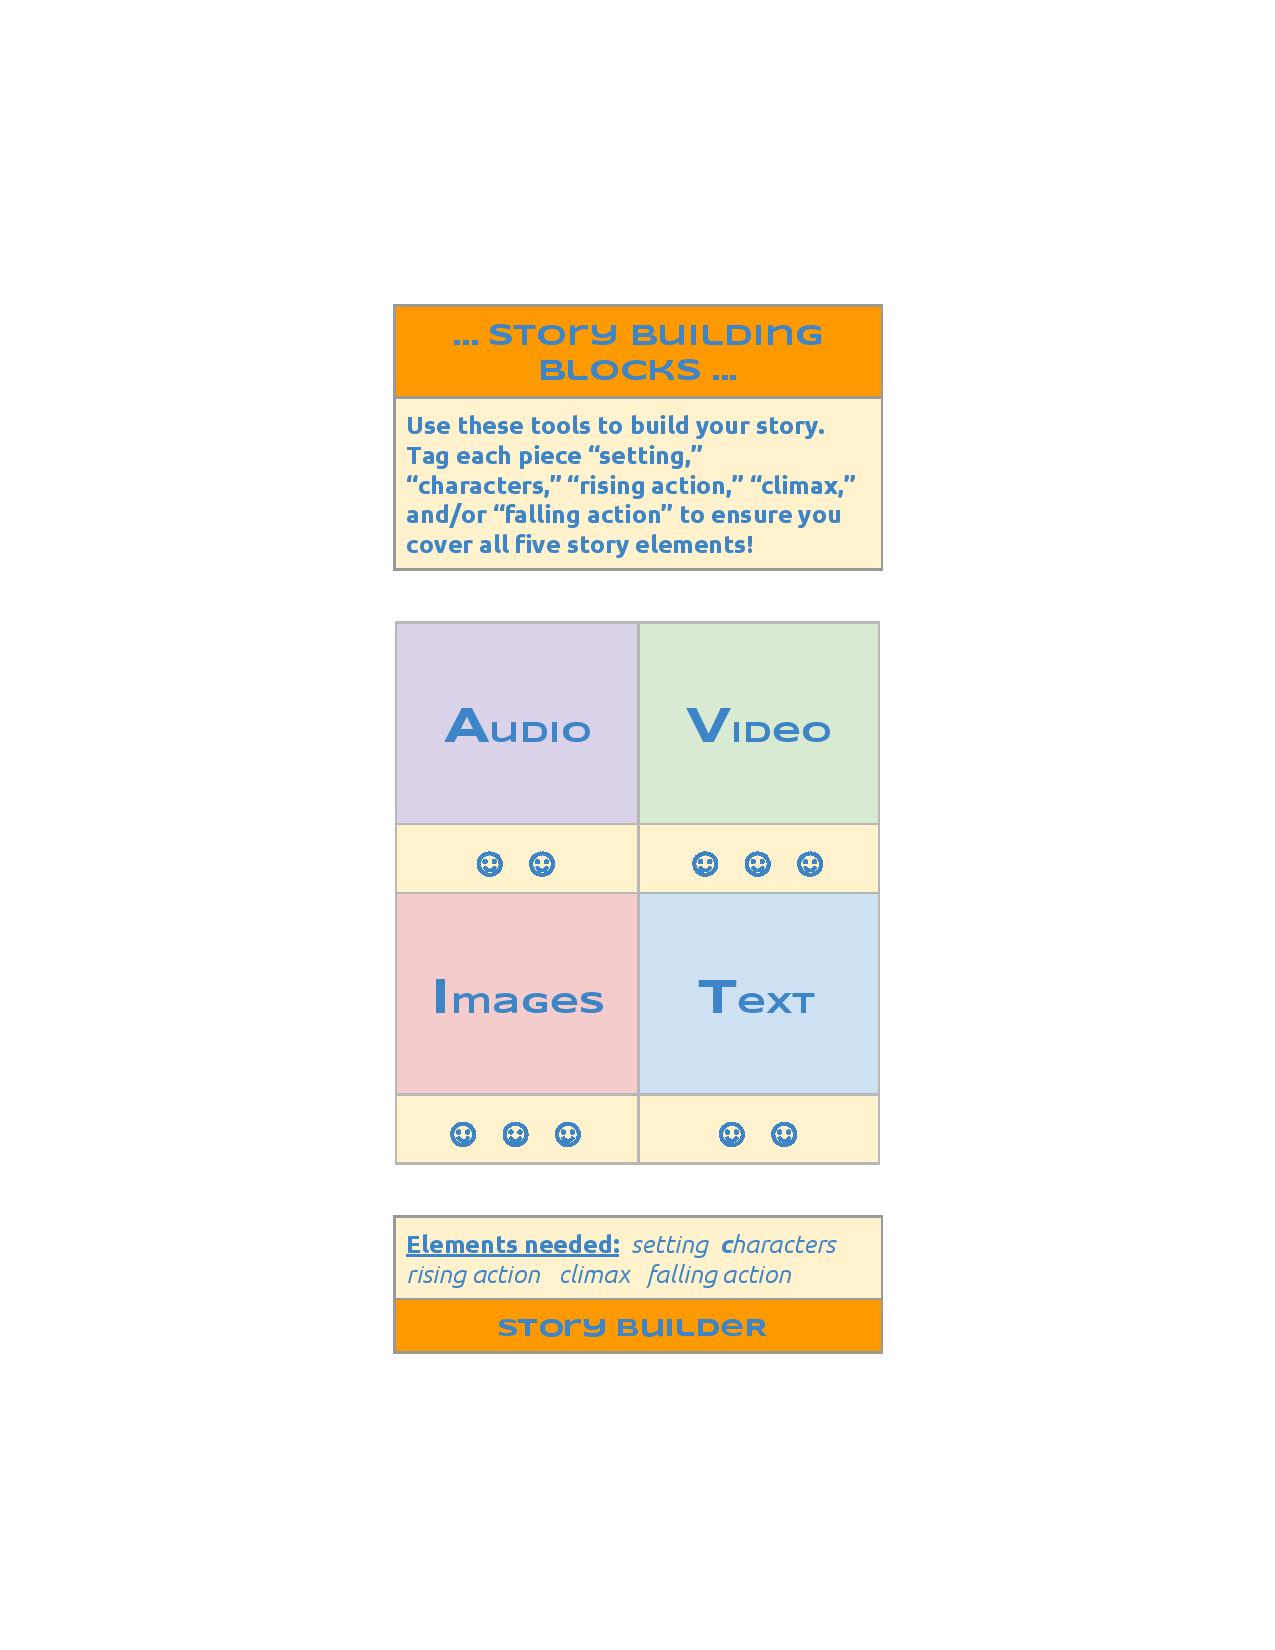 ... Story Building
Blocks ...
Use these tools to build your story.
Tag each piece “setting,”
“characters,” “rising action,” “climax,”
and/or “falling action” to ensure you
cover all five story elements!
Audio
Video
☻ ☻
☻ ☻ ☻
Images
Text
☻ ☻ ☻
☻ ☻
Elements needed: setting characters
rising action climax falling action
Story Builder